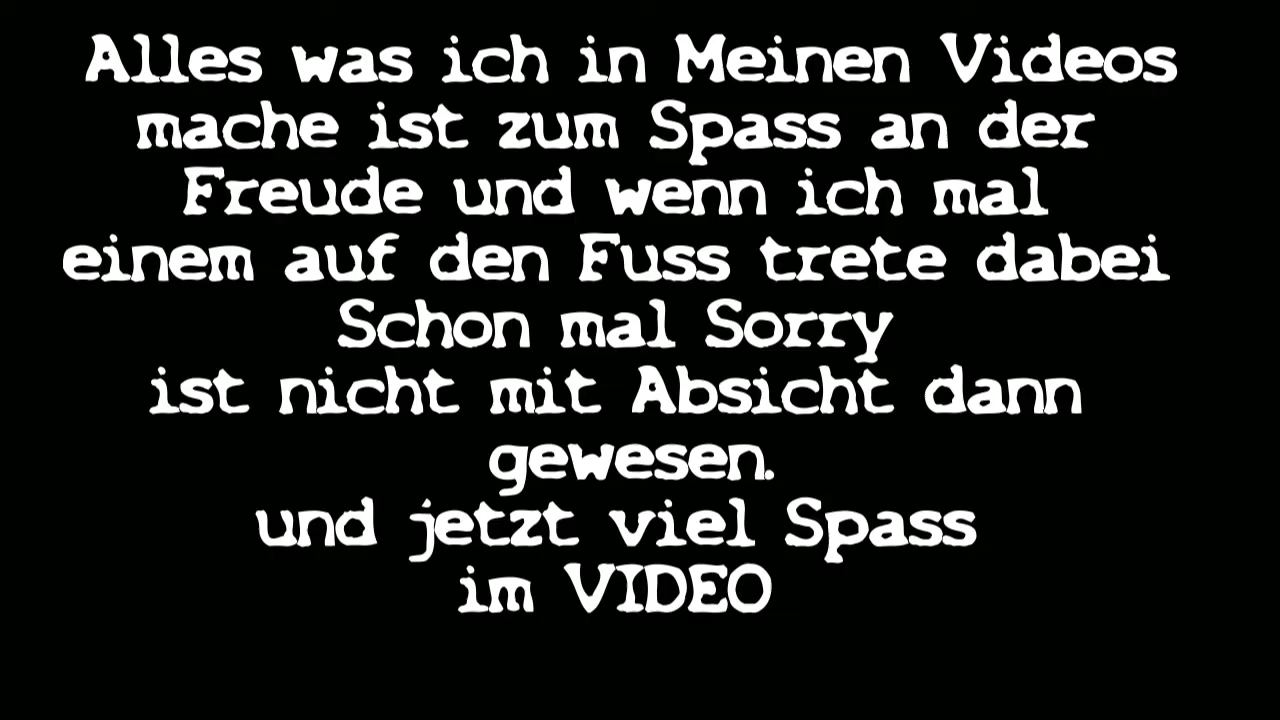 Alles was ich in Meinen Videos
mache ist zum Spass an der
Freude und wenn ich mal
einem auf den Fuss trete dabei
Schon mal Sorry
ist nicht mit Absicht dann
gewesen.
und jetzt viel Spass
im VIDEO